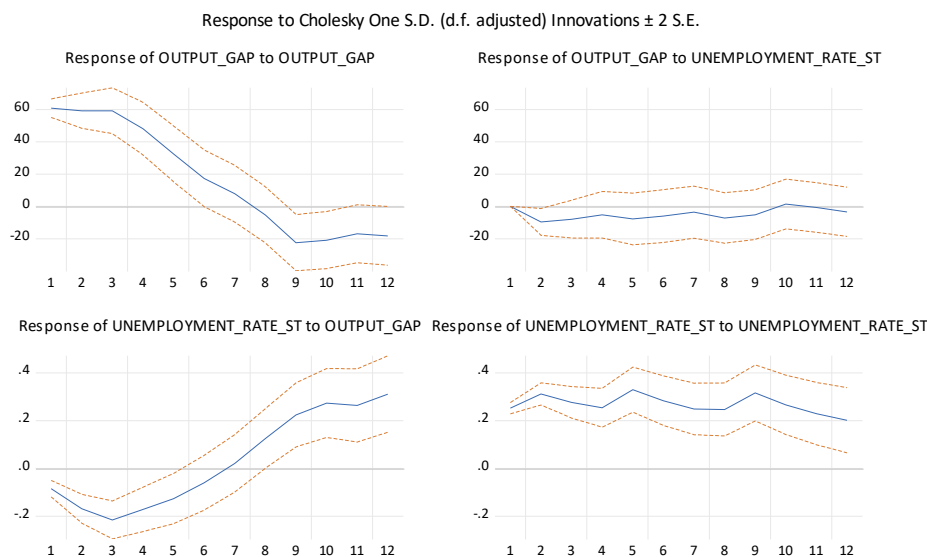 Response to Cholesky One S.D. (d.f. adjusted) Innovations ± 2 S.E.
Response of OUTPUT_GAP to OUTPUT_GAP
60
40
20
0
-20
1 2 3 4 5 6 7 8 9 10 11 12
Response of OUTPUT_GAP to UNEMPLOYMENT_RATE_ST
60
40
20
0
-20
1 2 3 4 5 6 7 8 9 10 11 12
Response of UNEMPLOYMENT_RATE_ST to OUTPUT_GAP
.4
.2
.0
-.2
1 2 3 4 5 6 7 8 9 10 11 12
Response of UNEMPLOYMENT_RATE_ST to UNEMPLOYMENT_RATE_ST
.4
.2
.0
-.2
1 2 3 4 5 6 7 8 9 10 11 12